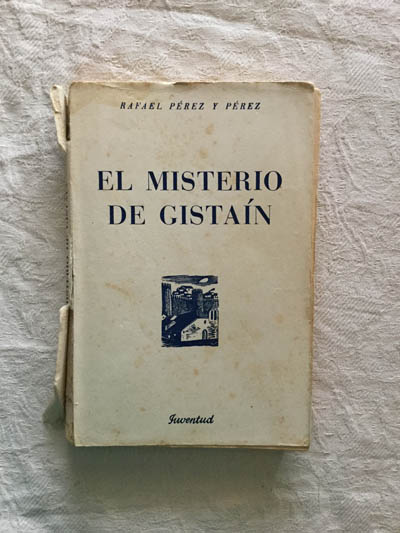 RAFAEL PÉREZ Y PÉREZ
EL MISTERIO
DE GISTAÍN
Juventud